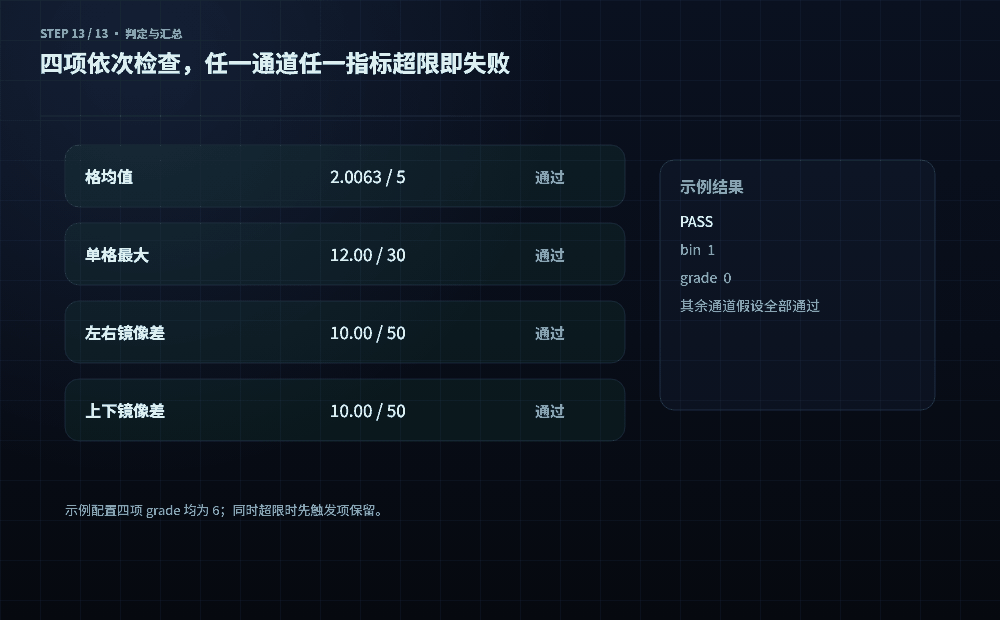 STEP 13 / 13 · 判定与汇总
四项依次检查，任一通道任一指标超限即失败
格均值 2.0063 / 5 通过
单格最大 12.00 / 30 通过
左右镜像差 10.00 / 50 通过
上下镜像差 10.00 / 50 通过
示例结果
PASS
bin 1
grade 0
其余通道假设全部通过
示例配置四项 grade 均为 6；同时超限时先触发项保留。